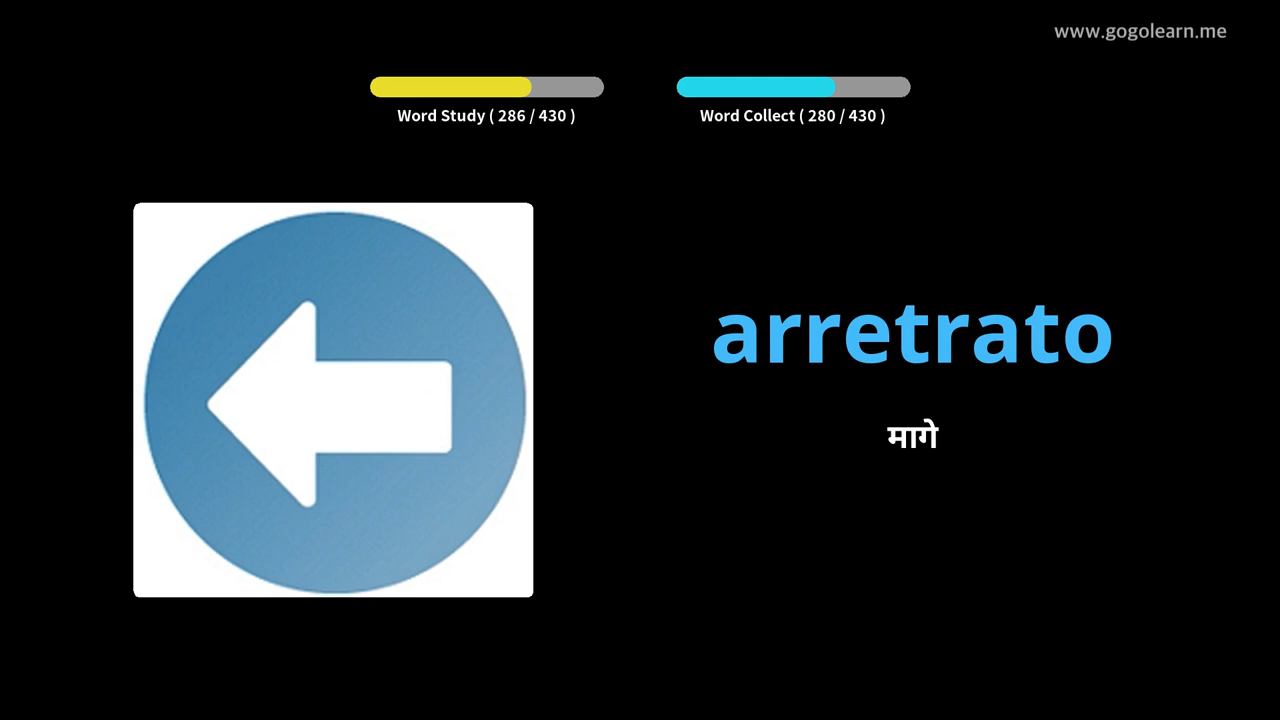 www.gogolearn.me
Word Study ( 286 / 430 )
Word Collect ( 280 / 430 )
arretrato
मागे